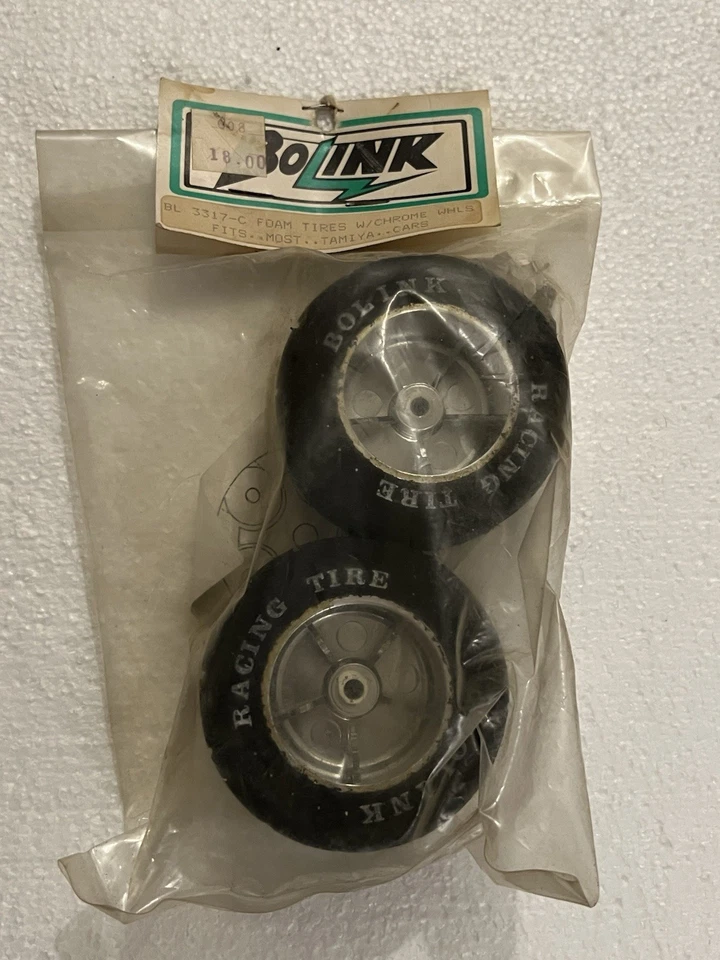 008
18.00
BOLINK
BL 3317-C FOAM TIRES W/CHROME WHLS
FITS..MOST..TAMIYA..CARS
BOLINK
RACING TIRE
RACING TIRE
BOLINK